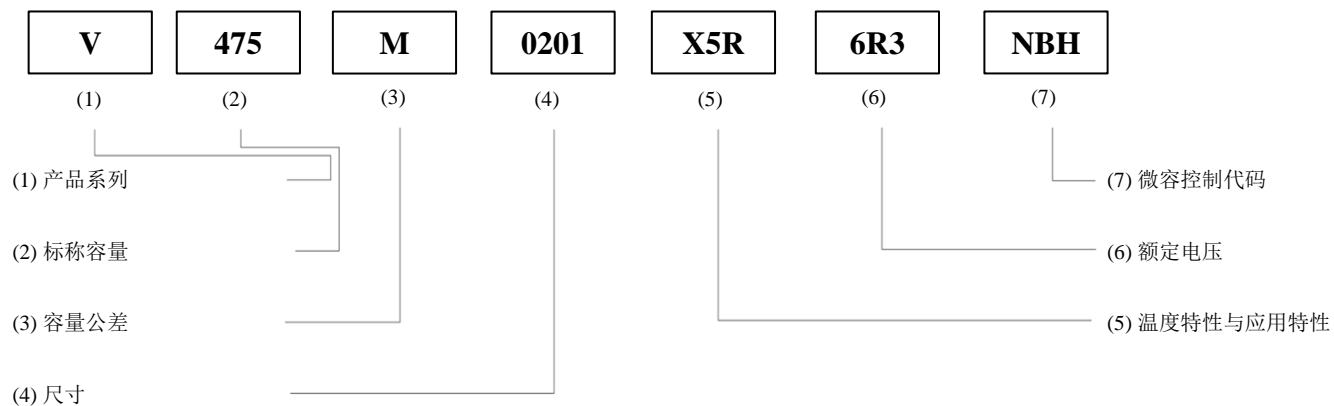 V 475 M 0201 X5R 6R3 NBH
(1) (2) (3) (4) (5) (6) (7)
(1) 产品系列
(7) 微容控制代码
(2) 标称容量
(6) 额定电压
(3) 容量公差
(5) 温度特性与应用特性
(4) 尺寸